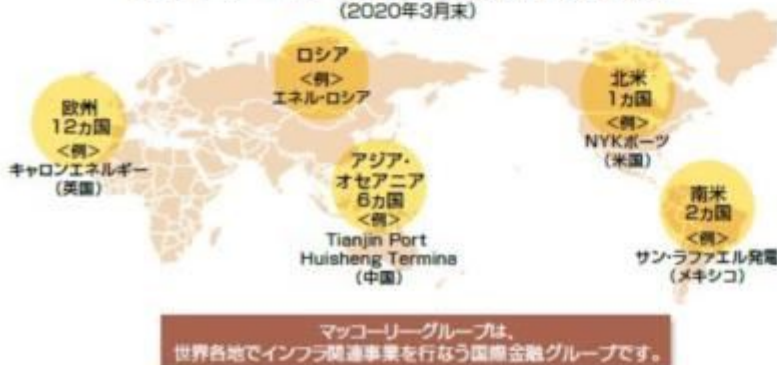 (2020年3月末)
ロシア
<例>
エネル・ロシア
欧州
12カ国
<例>
キャロンエネルギー
(英国)
アジア・
オセアニア
6カ国
<例>
Tianjin Port
Huisheng Termina
(中国)
北米
1カ国
<例>
NYKポーツ
(米国)
南米
2カ国
<例>
サン・ラファエル発電
(メキシコ)
マッコーリーグループは、
世界各地でインフラ関連事業を行なう国際金融グループです。